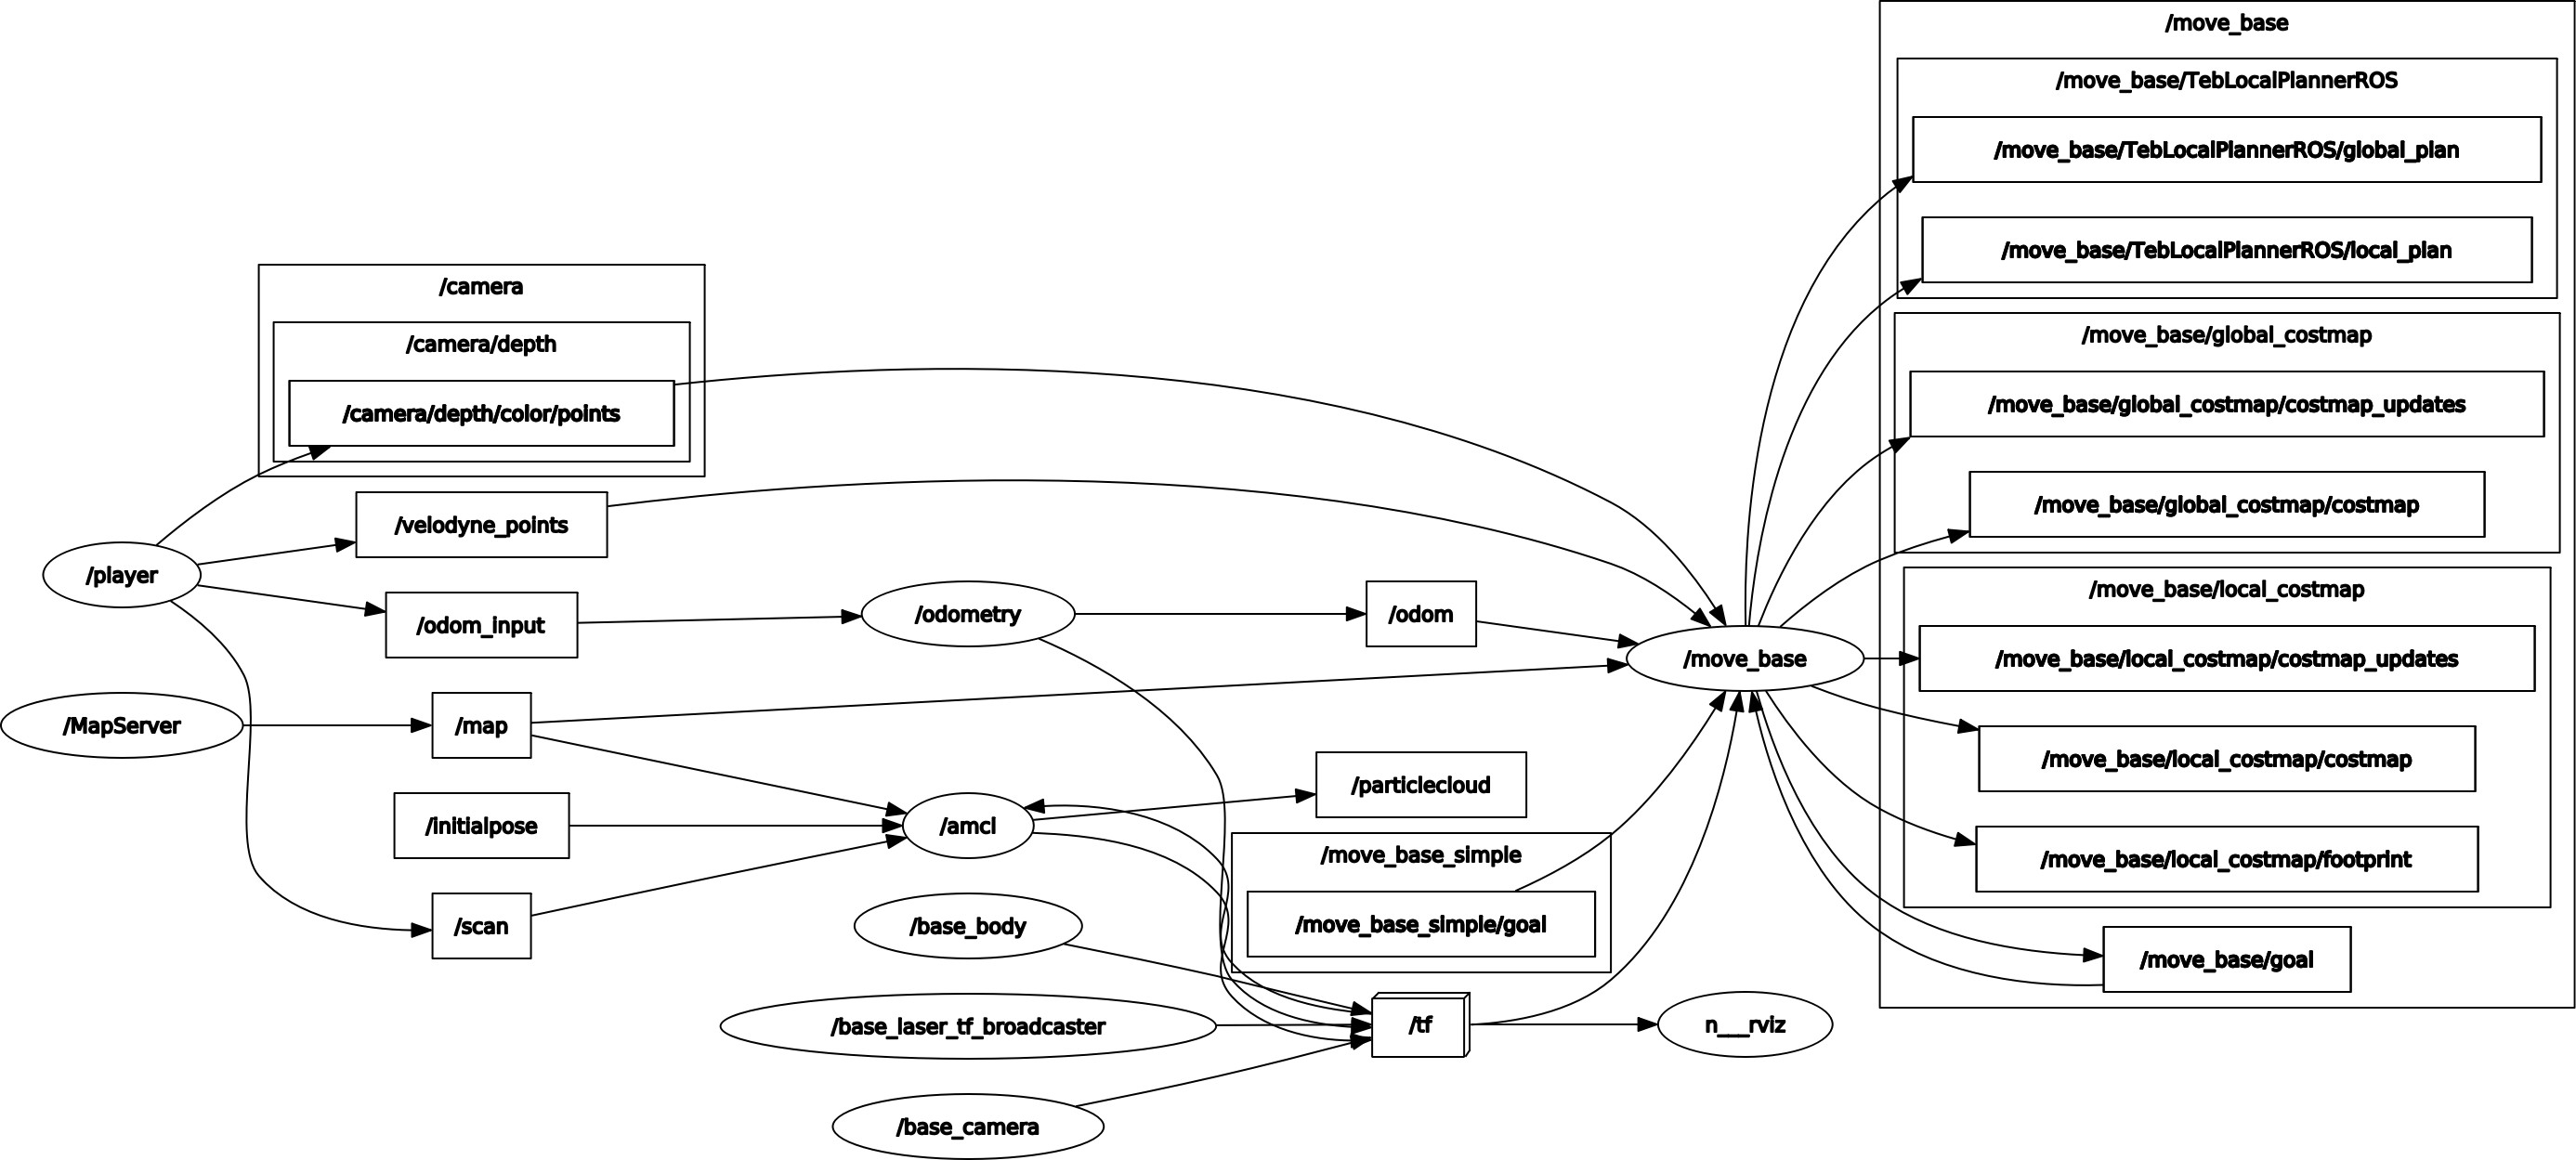 /move_base
/move_base/TebLocalPlannerROS
/move_base/TebLocalPlannerROS/global_plan
/move_base/TebLocalPlannerROS/local_plan
/camera
/camera/depth
/camera/depth/color/points
/move_base/global_costmap
/move_base/global_costmap/costmap_updates
/move_base/global_costmap/costmap
/velodyne_points
/player
/odom_input
/odometry
/odom
/move_base
/move_base/local_costmap
/move_base/local_costmap/costmap_updates
/move_base/local_costmap/costmap
/move_base/local_costmap/footprint
/move_base/goal
/MapServer
/map
/initialpose
/scan
/amcl
/particlecloud
/move_base_simple
/move_base_simple/goal
/base_body
/base_laser_tf_broadcaster
/tf
n___rviz
/base_camera